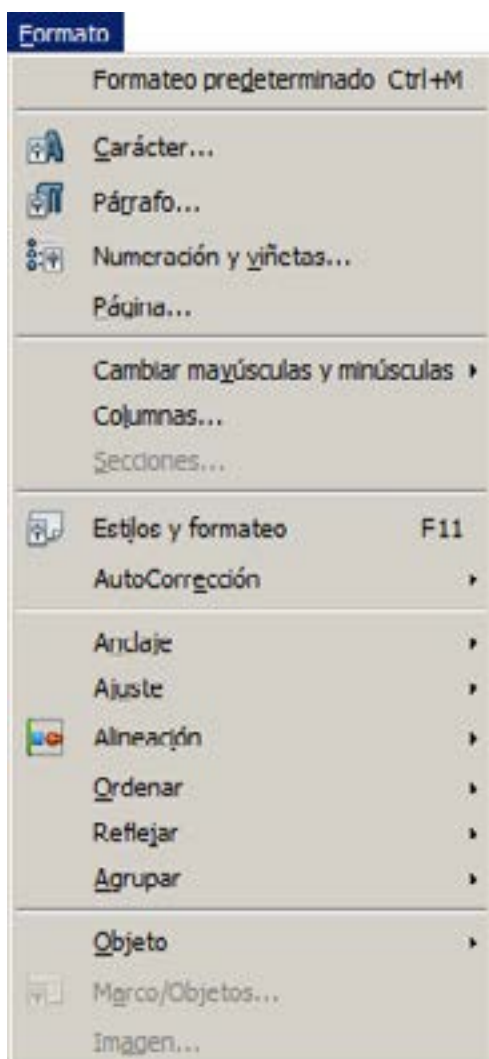 Formato
Formateo predeterminado Ctrl+M
Carácter...
Párrafo...
Numeración y viñetas...
Página...
Cambiar mayúsculas y minúsculas
Columnas...
Secciones...
Estilos y formateo F11
AutoCorrección
Anclaje
Ajuste
Alineación
Ordenar
Reflejar
Agrupar
Objeto
Marco/Objetos...
Imagen...